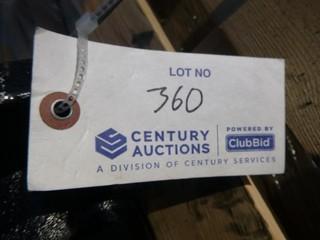 LOT NO
360
CENTURY AUCTIONS
POWERED BY
ClubBid
A DIVISION OF CENTURY SERVICES